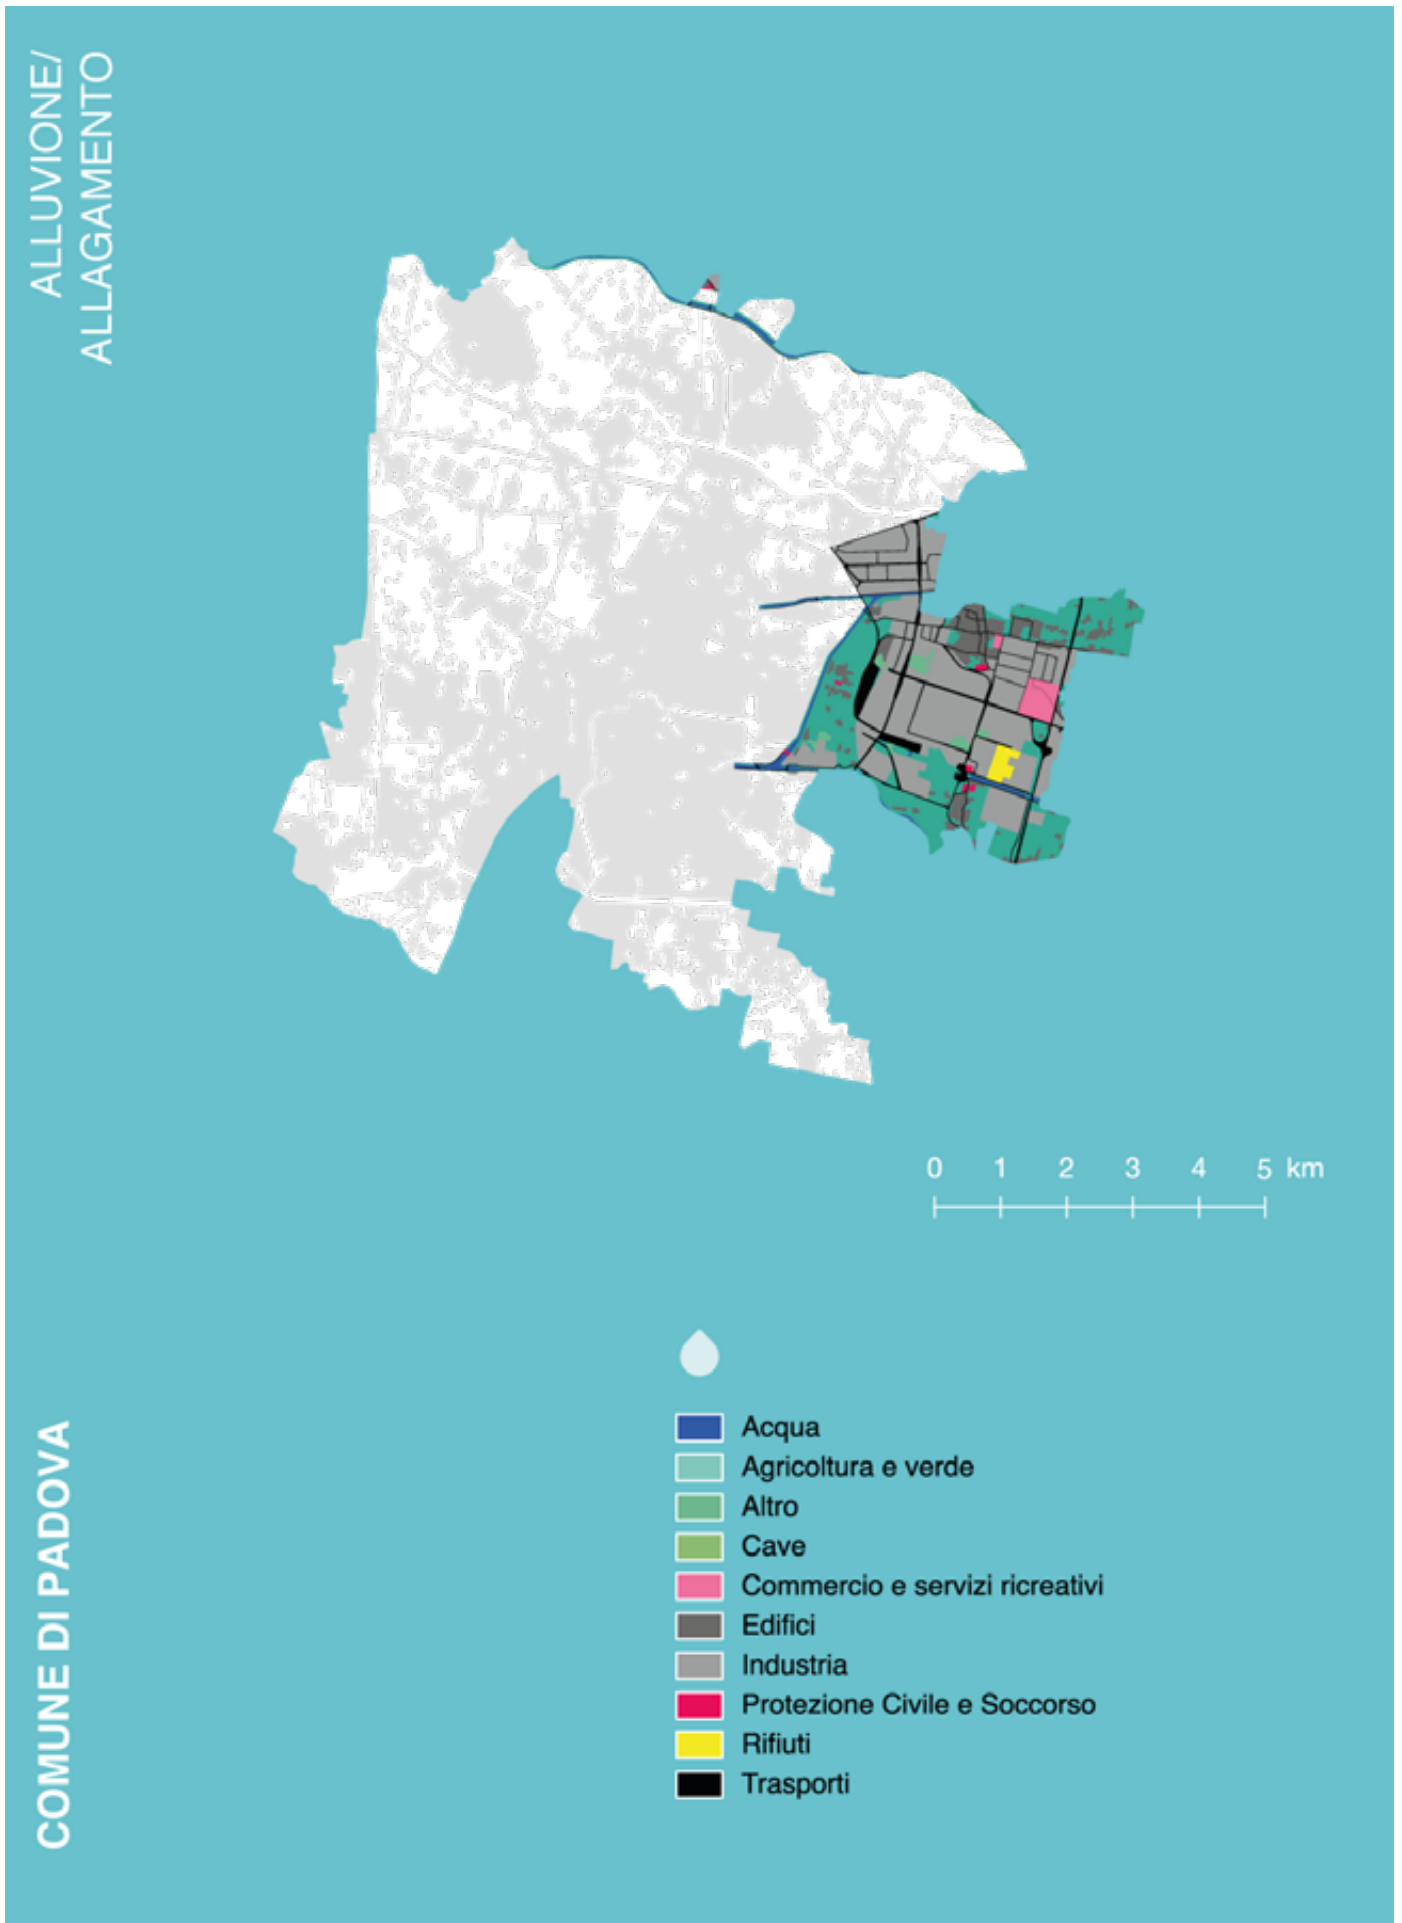 ALLUVIONE/
ALLAGAMENTO
0 1 2 3 4 5 km
Acqua
Agricoltura e verde
Altro
Cave
Commercio e servizi ricreativi
Edifici
Industria
Protezione Civile e Soccorso
Rifiuti
Trasporti
COMUNE DI PADOVA